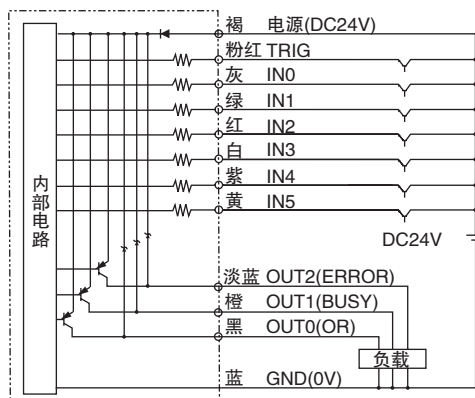 褐 电源(DC24V)
粉红 TRIG
灰 IN0
绿 IN1
红 IN2
白 IN3
紫 IN4
黄 IN5
内部电路
DC24V
淡蓝 OUT2(ERROR)
橙 OUT1(BUSY)
黑 OUT0(OR)
负载
蓝 GND(0V)